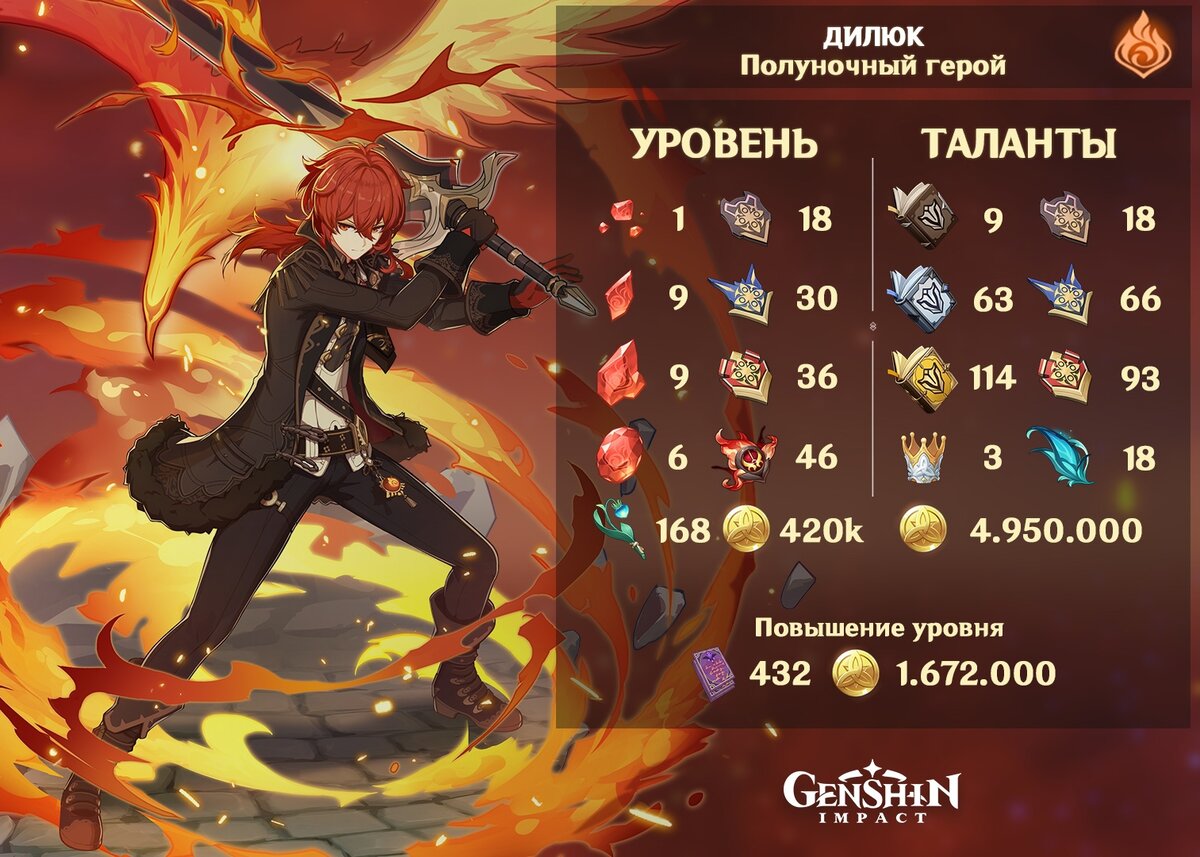 ДИЛЮК
Полуночный герой
УРОВЕНЬ ТАЛАНТЫ
1 18 9 18
9 30 63 66
9 36 114 93
6 46 3 18
168 420k 4.950.000
Повышение уровня
432 1.672.000
GENSHIN
IMPACT